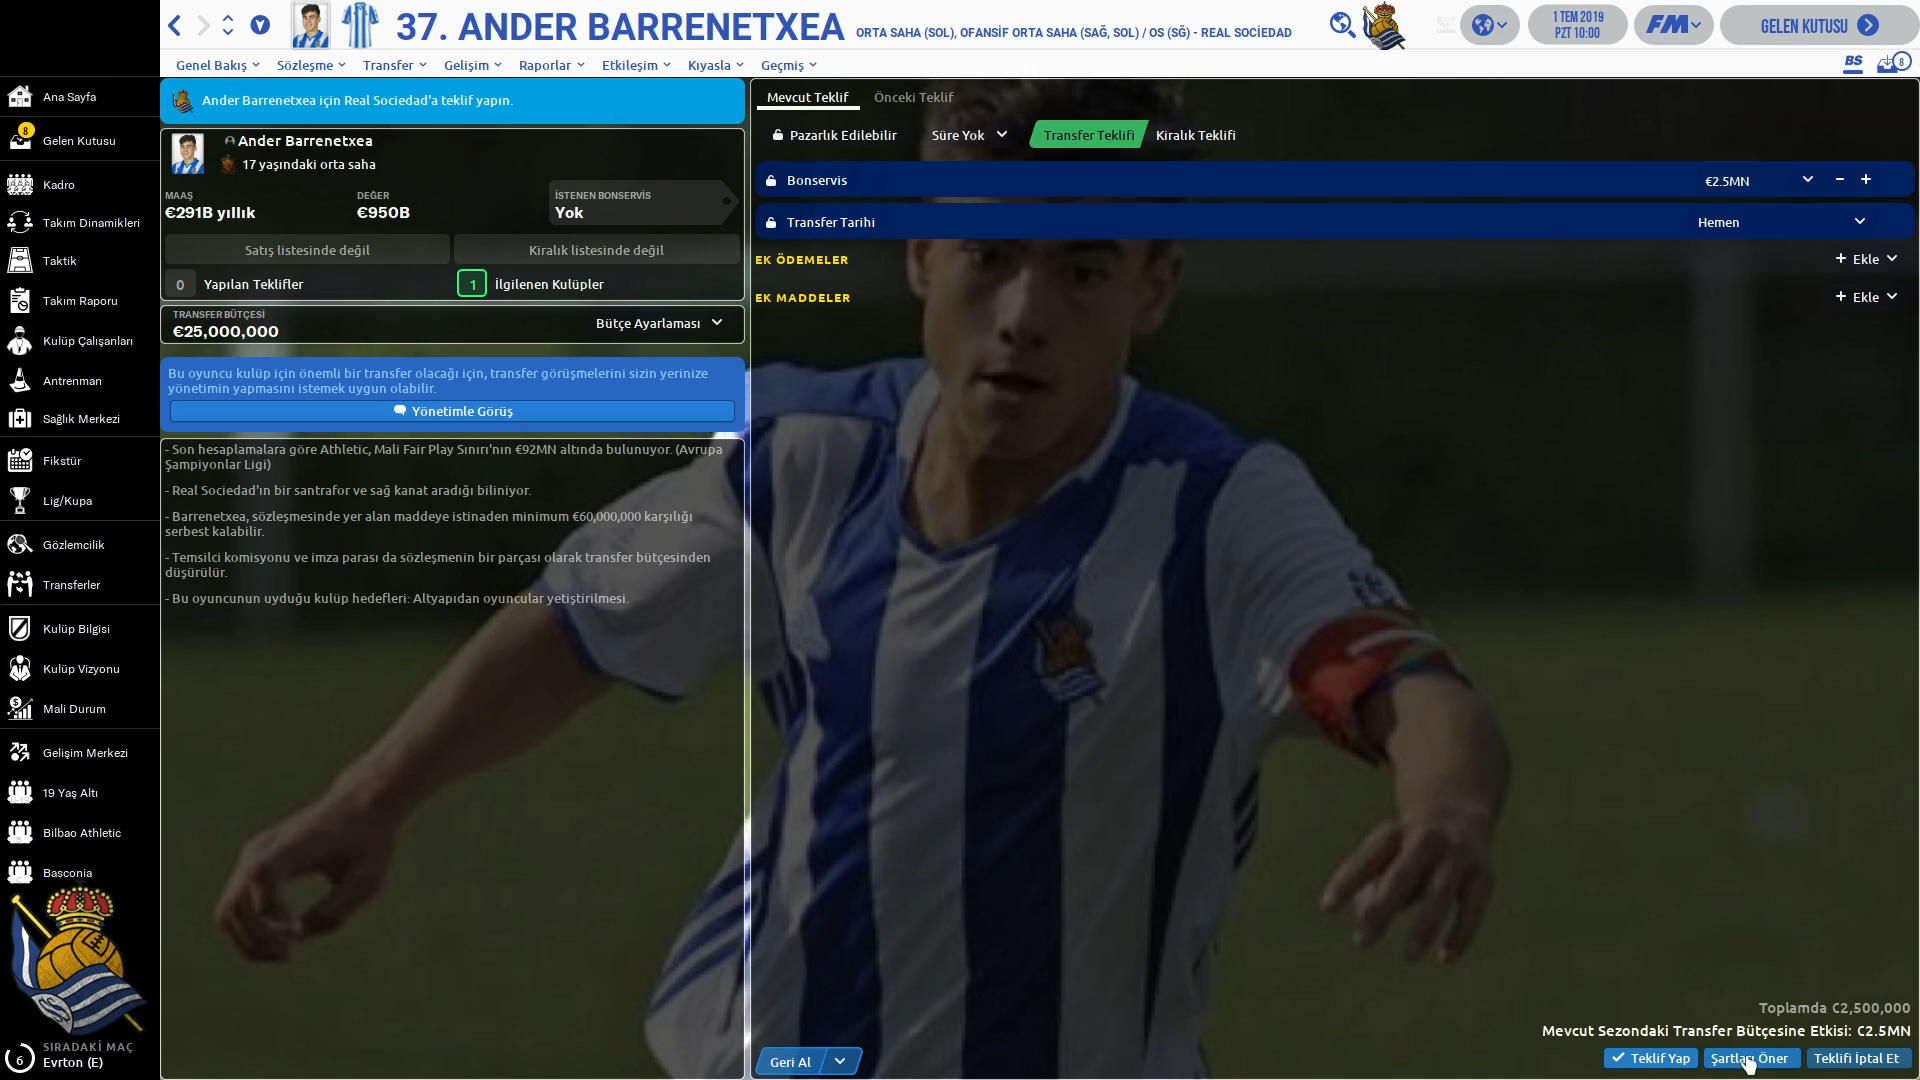 37. ANDER BARRENETXEA
ORTA SAHA (SOL), OFANSİF ORTA SAHA (SAĞ, SOL) / OS (SĞ) - REAL SOCİEDAD
1 TEM 2019
PZT 10:00
FM
GELEN KUTUSU
Genel Bakış
Sözleşme
Transfer
Gelişim
Raporlar
Etkileşim
Kıyasla
Geçmiş
BS
8
Ana Sayfa
8
Gelen Kutusu
Kadro
Takım Dinamikleri
Taktik
Takım Raporu
Kulüp Çalışanları
Antrenman
Sağlık Merkezi
Fikstür
Lig/Kupa
Gözlemcilik
Transferler
Kulüp Bilgisi
Kulüp Vizyonu
Mali Durum
Gelişim Merkezi
19 Yaş Altı
Bilbao Athletic
Basconia
SIRADAKİ MAÇ
6
Evrton (E)
Ander Barrenetxea için Real Sociedad'a teklif yapın.
Ander Barrenetxea
17 yaşındaki orta saha
MAAŞ
€291B yıllık
DEĞER
€950B
İSTENEN BONSERVİS
Yok
Satış listesinde değil
Kiralık listesinde değil
0
Yapılan Teklifler
1
İlgilenen Kulüpler
TRANSFER BÜTÇESİ
€25,000,000
Bütçe Ayarlaması
Bu oyuncu kulüp için önemli bir transfer olacağı için, transfer görüşmelerini sizin yerinize
yönetimin yapmasını istemek uygun olabilir.
Yönetimle Görüş
- Son hesaplamalara göre Athletic, Mali Fair Play Sınırı'nın €92MN altında bulunuyor. (Avrupa
Şampiyonlar Ligi)
- Real Sociedad'ın bir santrafor ve sağ kanat aradığı biliniyor.
- Barrenetxea, sözleşmesinde yer alan maddeye istinaden minimum €60,000,000 karşılığı
serbest kalabilir.
- Temsilci komisyonu ve imza parası da sözleşmenin bir parçası olarak transfer bütçesinden
düşürülür.
- Bu oyuncunun uyduğu kulüp hedefleri: Altyapıdan oyuncular yetiştirilmesi.
Mevcut Teklif
Önceki Teklif
Pazarlık Edilebilir
Süre Yok
Transfer Teklifi
Kiralık Teklifi
Bonservis
€2.5MN
Transfer Tarihi
Hemen
EK ÖDEMELER
+ Ekle
EK MADDELER
+ Ekle
Toplamda €2,500,000
Mevcut Sezondaki Transfer Bütçesine Etkisi: €2.5MN
Geri Al
Teklif Yap
Şartları Öner
Teklifi İptal Et